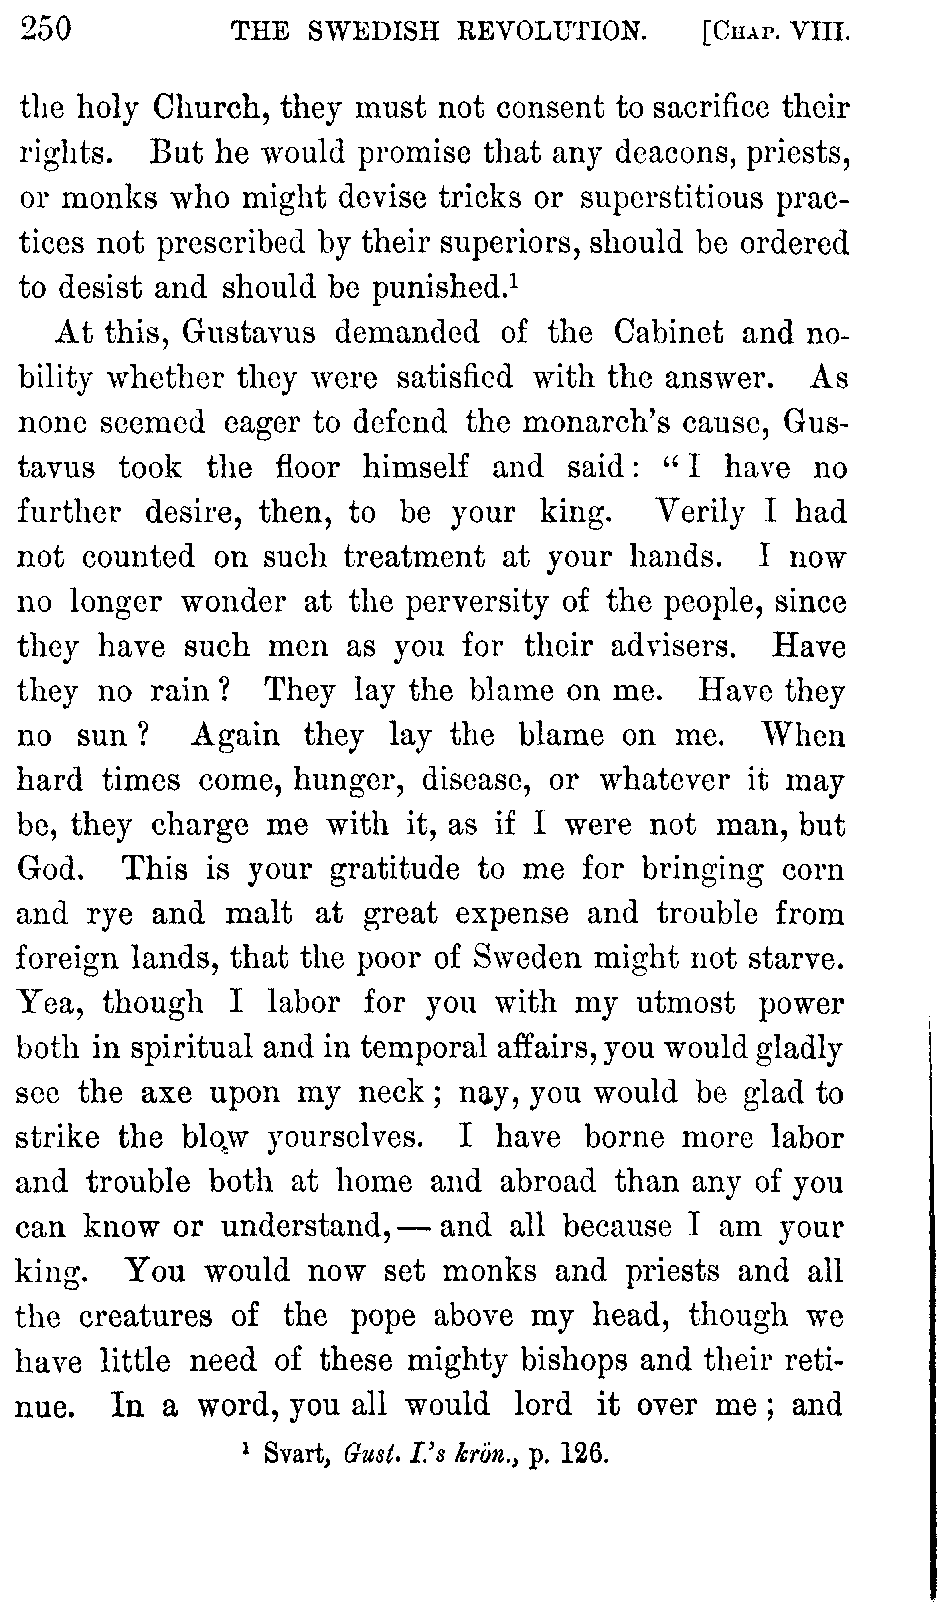 250 THE SWEDISH REVOLUTION. [CHAP. VIII.
the holy Church, they must not consent to sacrifice their
rights. But he would promise that any deacons, priests,
or monks who might devise tricks or superstitious prac-
tices not prescribed by their superiors, should be ordered
to desist and should be punished.¹
At this, Gustavus demanded of the Cabinet and no-
bility whether they were satisfied with the answer. As
none seemed eager to defend the monarch's cause, Gus-
tavus took the floor himself and said: “I have no
further desire, then, to be your king. Verily I had
not counted on such treatment at your hands. I now
no longer wonder at the perversity of the people, since
they have such men as you for their advisers. Have
they no rain? They lay the blame on me. Have they
no sun? Again they lay the blame on me. When
hard times come, hunger, disease, or whatever it may
be, they charge me with it, as if I were not man, but
God. This is your gratitude to me for bringing corn
and rye and malt at great expense and trouble from
foreign lands, that the poor of Sweden might not starve.
Yea, though I labor for you with my utmost power
both in spiritual and in temporal affairs, you would gladly
see the axe upon my neck; nay, you would be glad to
strike the blow yourselves. I have borne more labor
and trouble both at home and abroad than any of you
can know or understand,— and all because I am your
king. You would now set monks and priests and all
the creatures of the pope above my head, though we
have little need of these mighty bishops and their reti-
nue. In a word, you all would lord it over me; and
¹ Svart, Gust. I.'s krön., p. 126.